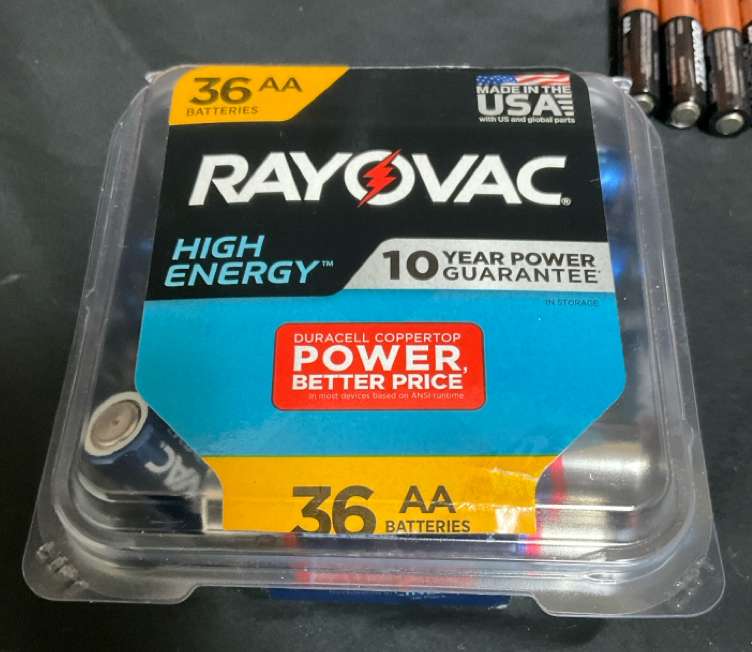 36 AA
BATTERIES
MADE IN THE
USA
with US and global parts
RAYOVAC®
HIGH
ENERGY™
10 YEAR POWER
GUARANTEE*
*IN STORAGE
DURACELL COPPERTOP
POWER,
BETTER PRICE
in most devices based on ANSI runtime
VAC
36 AA
BATTERIES
LIFT